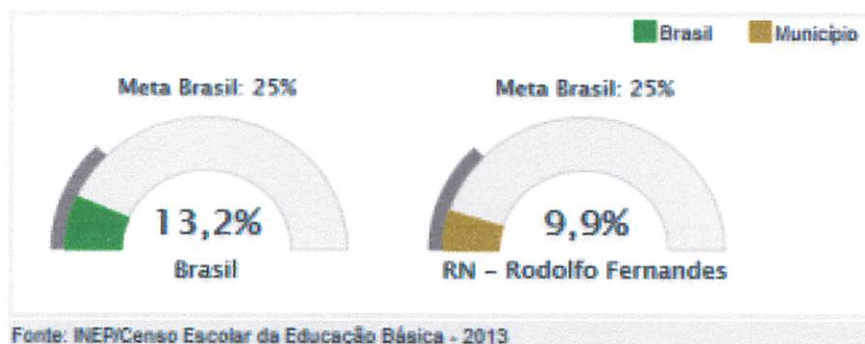 Brasil Município
Meta Brasil: 25% Meta Brasil: 25%
13,2% 9,9%
Brasil RN – Rodolfo Fernandes
Fonte: INEP/Censo Escolar da Educação Básica - 2013